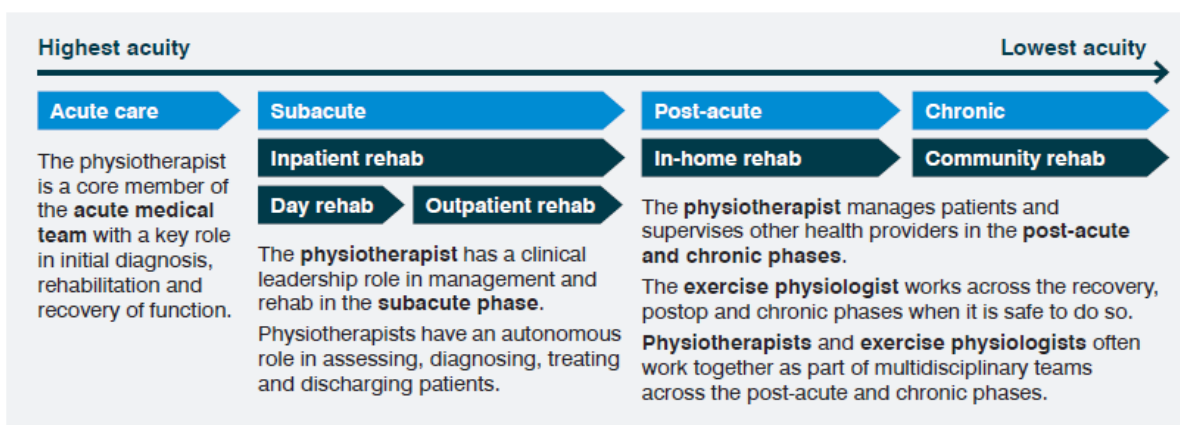 Highest acuity
Lowest acuity
Acute care
Subacute
Post-acute
Chronic
Inpatient rehab
In-home rehab
Community rehab
Day rehab
Outpatient rehab
The physiotherapist
is a core member of
the acute medical
team with a key role
in initial diagnosis,
rehabilitation and
recovery of function.
The physiotherapist has a clinical
leadership role in management and
rehab in the subacute phase.
Physiotherapists have an autonomous
role in assessing, diagnosing, treating
and discharging patients.
The physiotherapist manages patients and
supervises other health providers in the post-acute
and chronic phases.
The exercise physiologist works across the recovery,
postop and chronic phases when it is safe to do so.
Physiotherapists and exercise physiologists often
work together as part of multidisciplinary teams
across the post-acute and chronic phases.